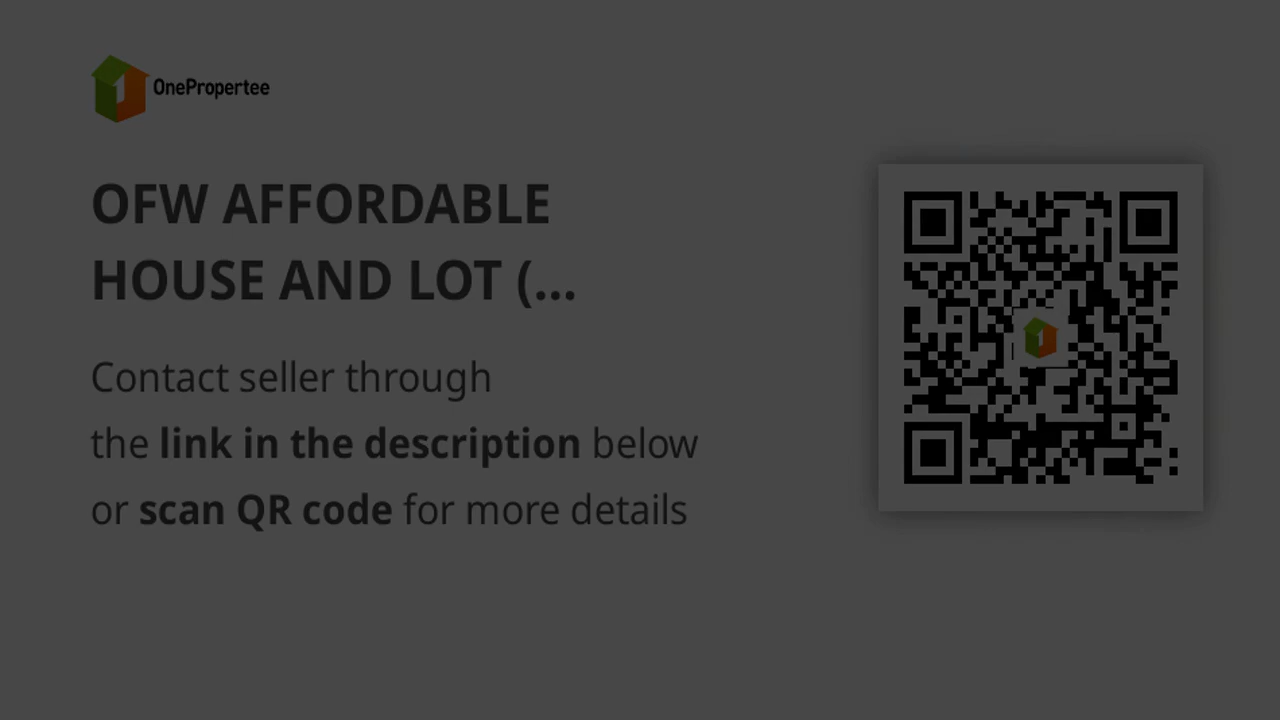 OnePropertee
OFW AFFORDABLE
HOUSE AND LOT (...
Contact seller through
the link in the description below
or scan QR code for more details